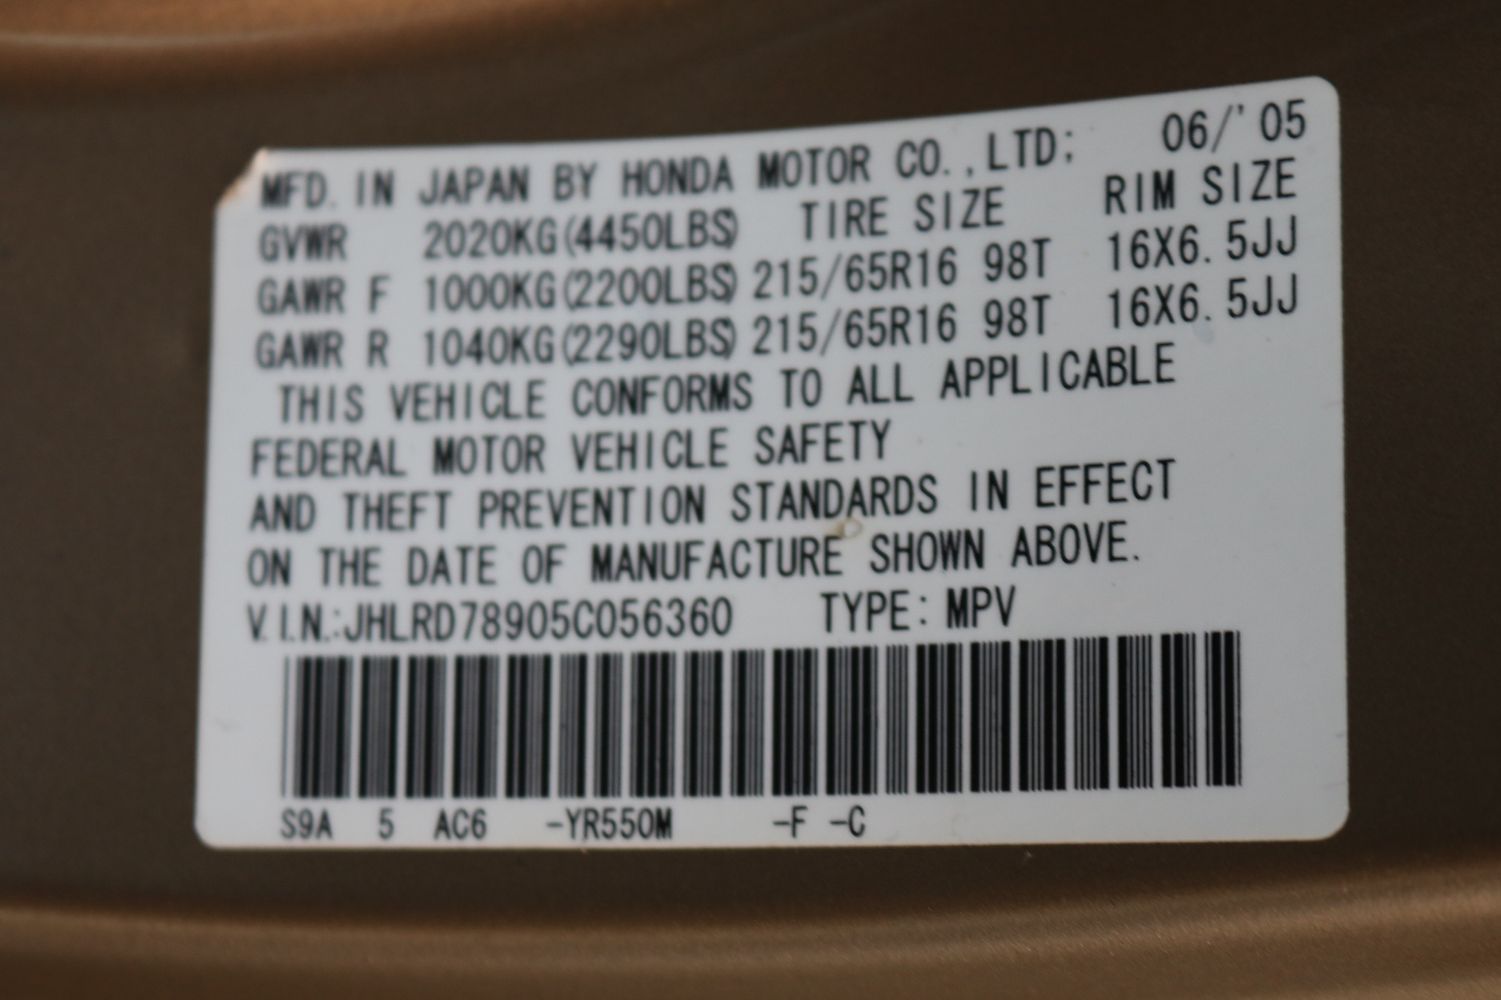 MFD. IN JAPAN BY HONDA MOTOR CO.,LTD; 06/'05
GVWR 2020KG(4450LBS) TIRE SIZE RIM SIZE
GAWR F 1000KG(2200LBS) 215/65R16 98T 16X6.5JJ
GAWR R 1040KG(2290LBS) 215/65R16 98T 16X6.5JJ
THIS VEHICLE CONFORMS TO ALL APPLICABLE
FEDERAL MOTOR VEHICLE SAFETY
AND THEFT PREVENTION STANDARDS IN EFFECT
ON THE DATE OF MANUFACTURE SHOWN ABOVE.
V.I.N.:JHLRD78905C056360 TYPE: MPV
S9A 5 AC6 -YR550M -F -C